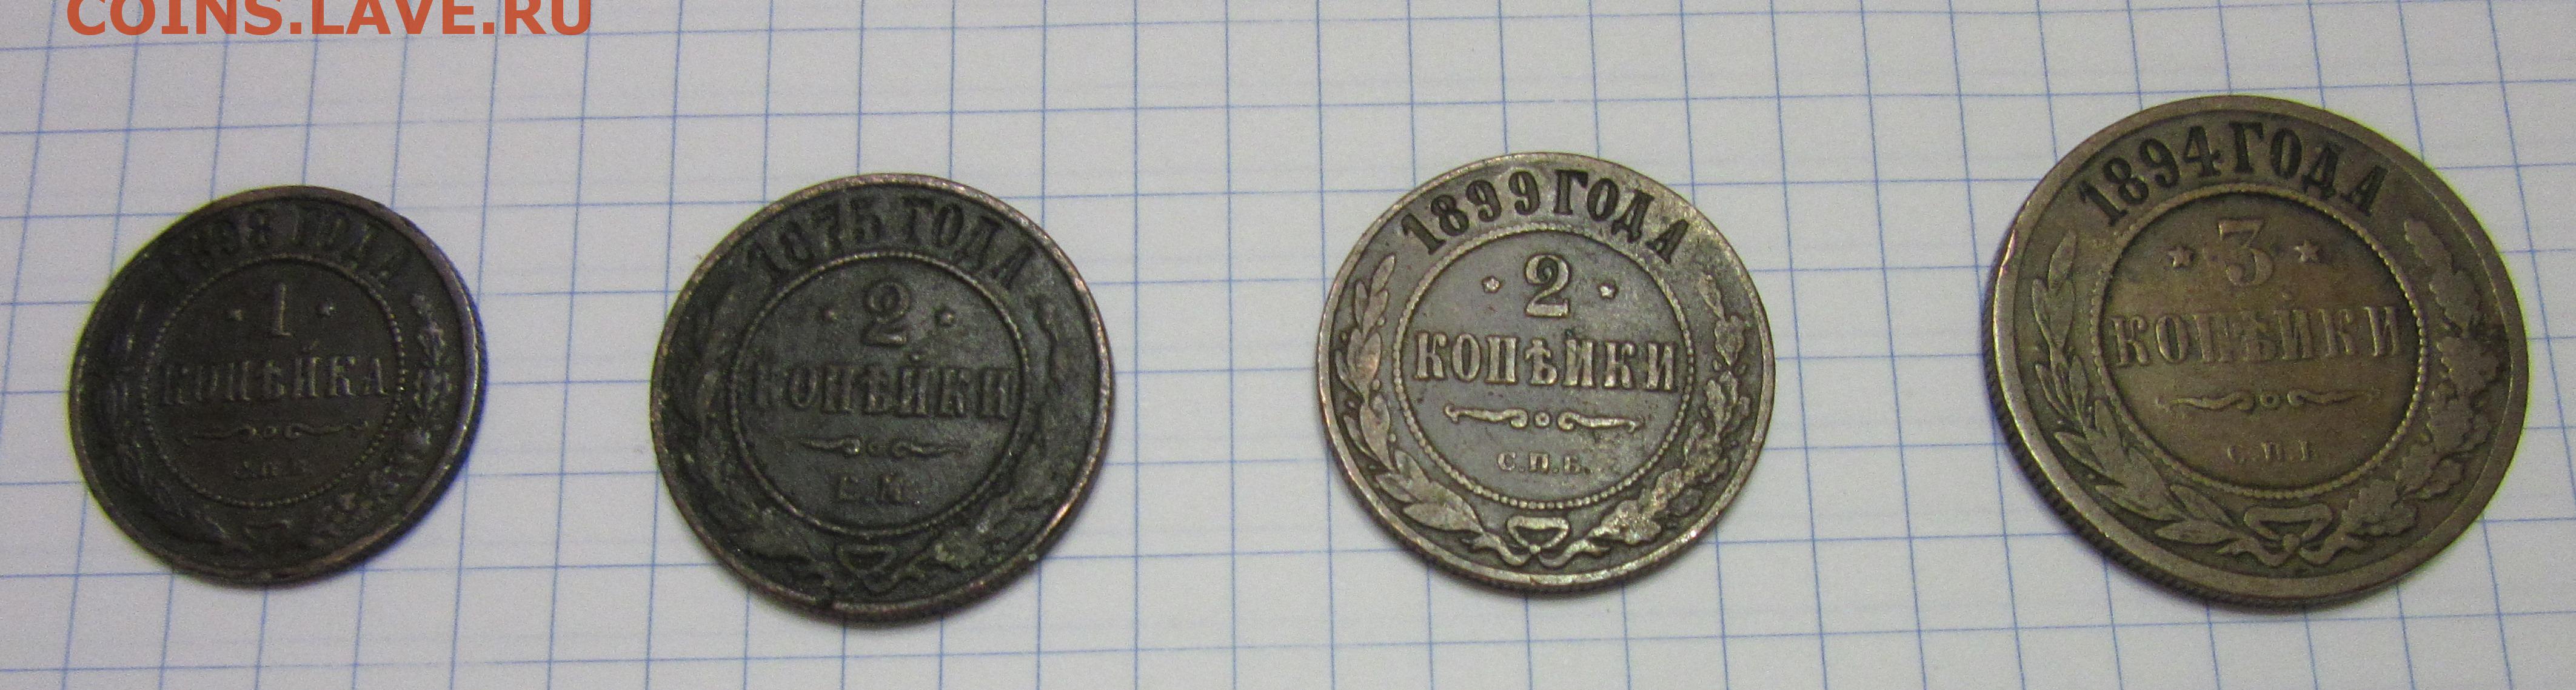 COINS.LAVE.RU
1898 ГОДА
1
КОПѢЙКА
С.П.Б.
1875 ГОДА
2
КОПѢЙКИ
Е.М.
1899 ГОДА
2
КОПѢЙКИ
С.П.Б.
1894 ГОДА
3
КОПѢЙКИ
С.П.Б.